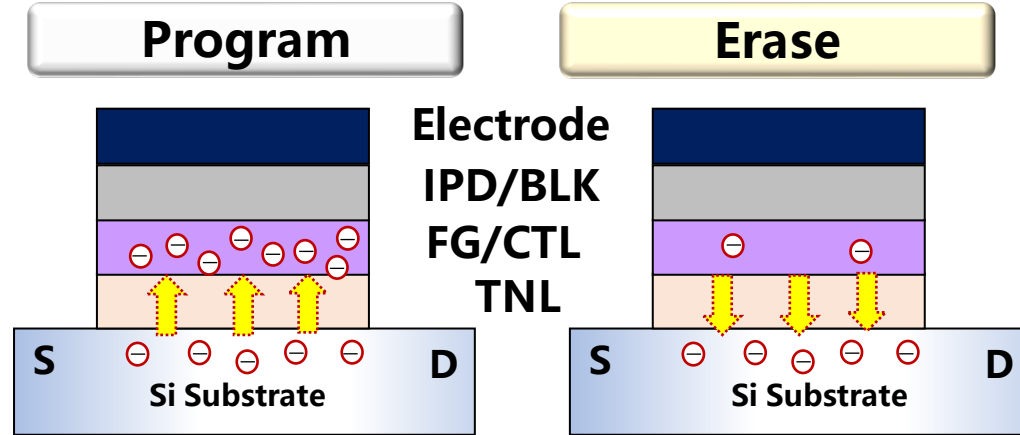 Program
Erase
Electrode
IPD/BLK
FG/CTL
TNL
S
D
Si Substrate
S
D
Si Substrate